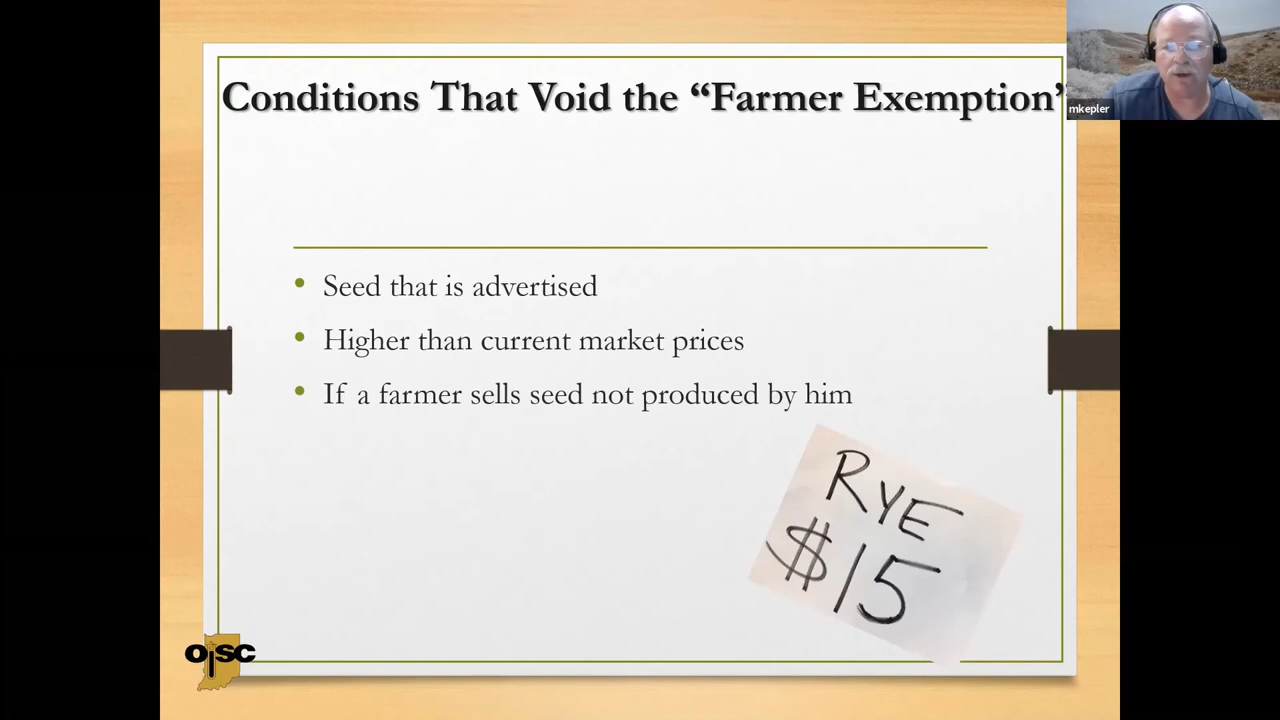 Conditions That Void the “Farmer Exemption”
mkepler
• Seed that is advertised
• Higher than current market prices
• If a farmer sells seed not produced by him
RYE
$15
OISC